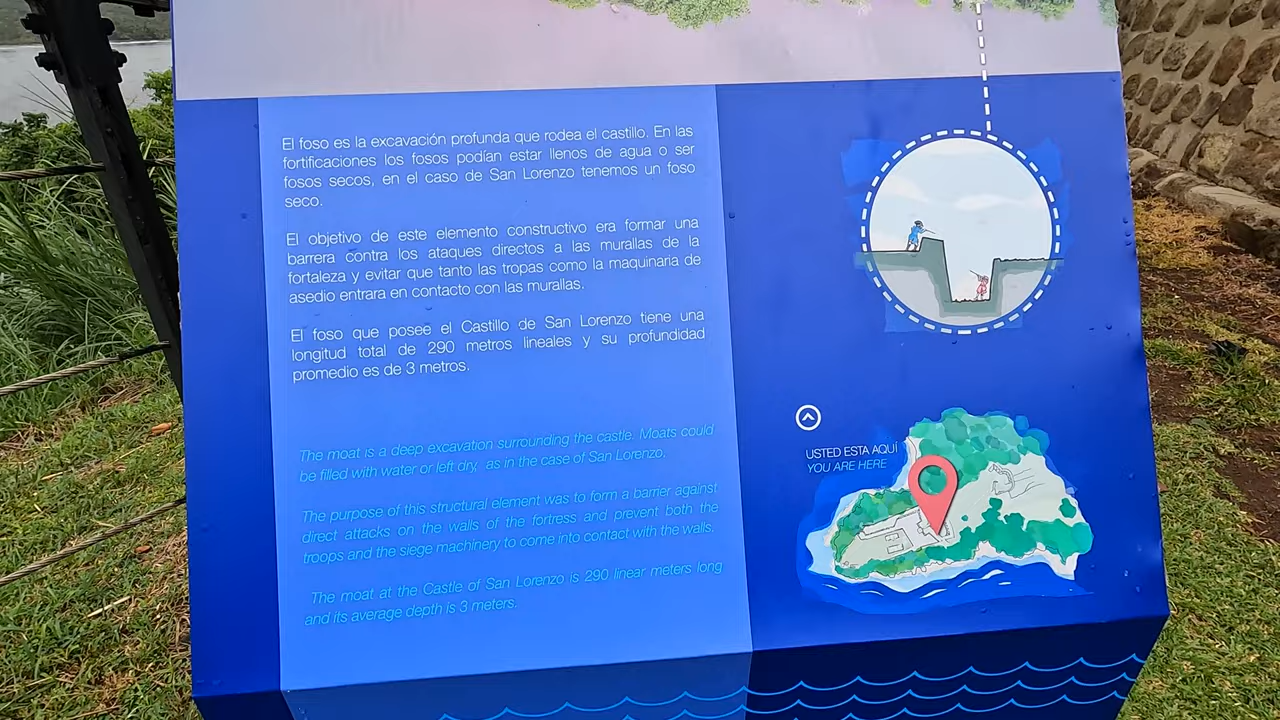 El foso es la excavación profunda que rodea el castillo. En las
fortificaciones los fosos podían estar llenos de agua o ser
fosos secos, en el caso de San Lorenzo tenemos un foso
seco.
El objetivo de este elemento constructivo era formar una
barrera contra los ataques directos a las murallas de la
fortaleza y evitar que tanto las tropas como la maquinaria de
asedio entrara en contacto con las murallas.
El foso que posee el Castillo de San Lorenzo tiene una
longitud total de 290 metros lineales y su profundidad
promedio es de 3 metros.
The moat is a deep excavation surrounding the castle. Moats could
be filled with water or left dry, as in the case of San Lorenzo.
The purpose of this structural element was to form a barrier against
direct attacks on the walls of the fortress and prevent both the
troops and the siege machinery to come into contact with the walls.
The moat at the Castle of San Lorenzo is 290 linear meters long
and its average depth is 3 meters.
USTED ESTA AQUÍ
YOU ARE HERE